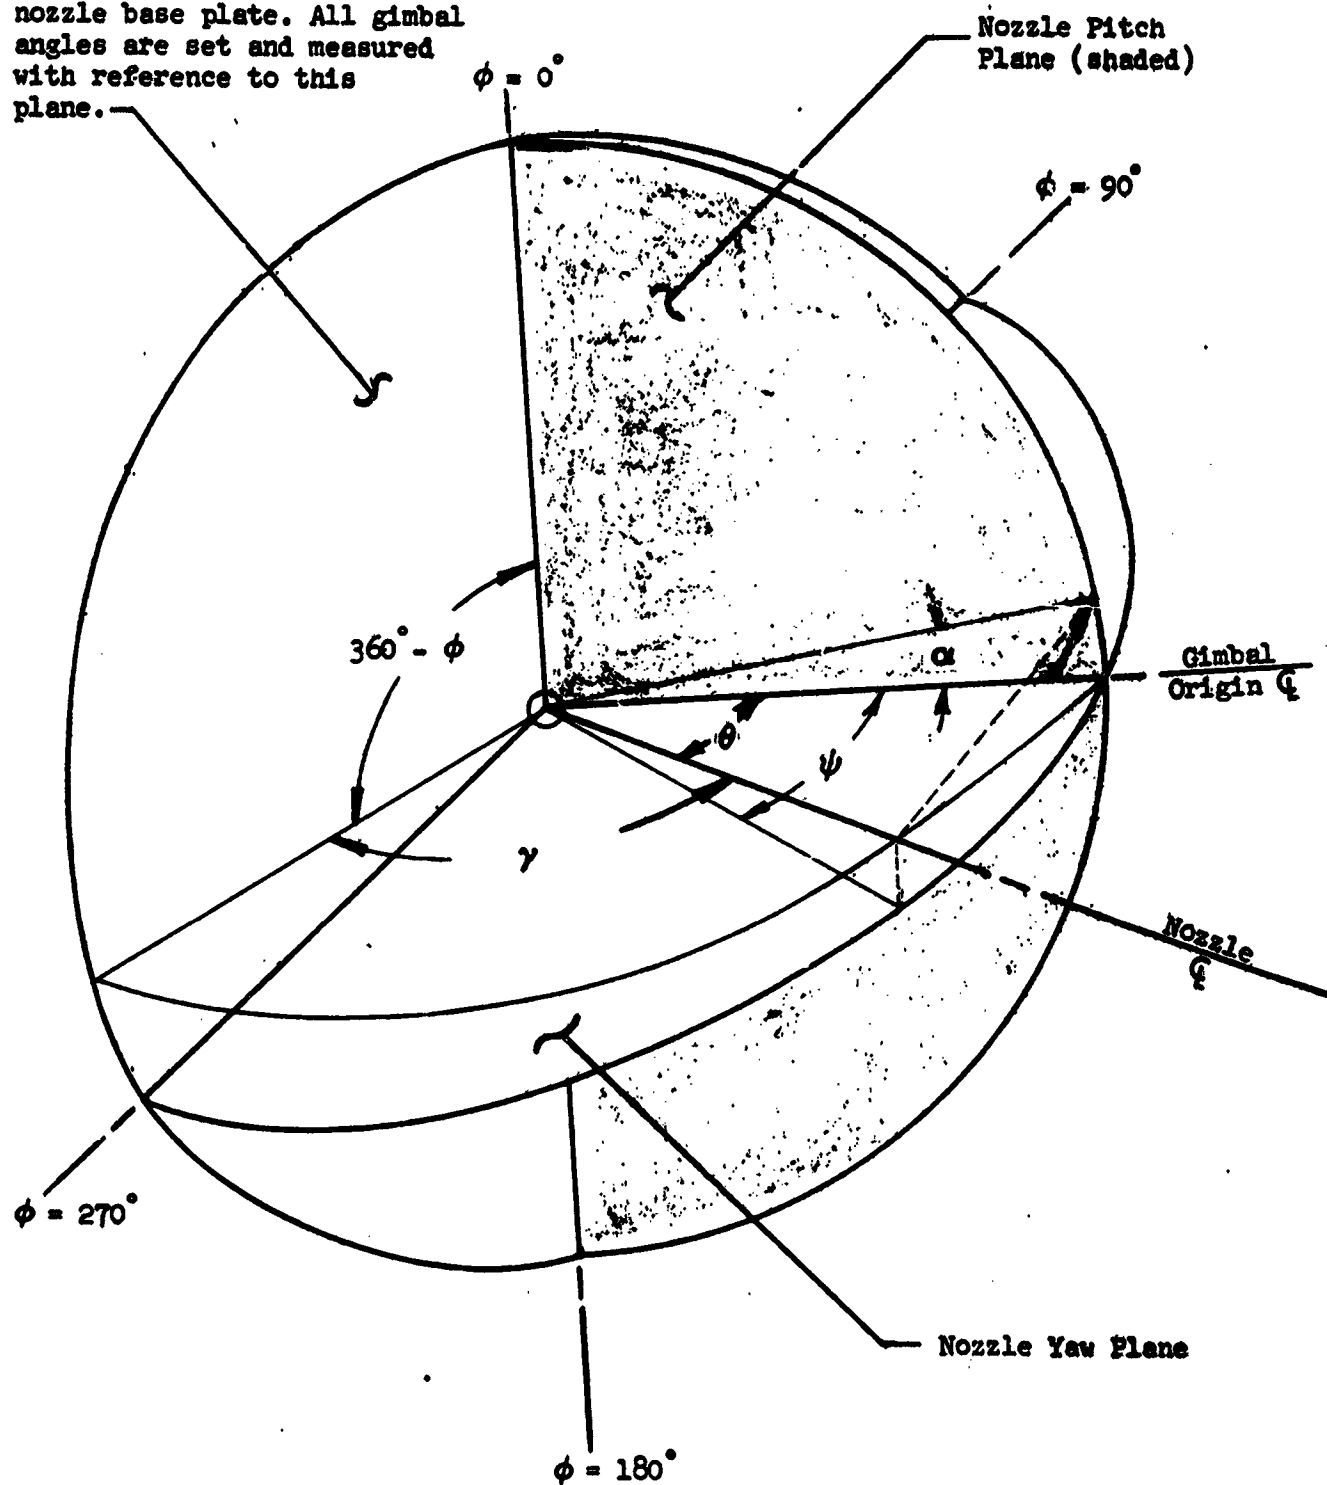 nozzle base plate. All gimbal
angles are set and measured
with reference to this
plane.
Nozzle Pitch
Plane (shaded)
ϕ = 0°
ϕ = 90°
360° - ϕ
α
Gimbal
Origin ℄
θ
ψ
γ
Nozzle
℄
ϕ = 270°
Nozzle Yaw Plane
ϕ = 180°